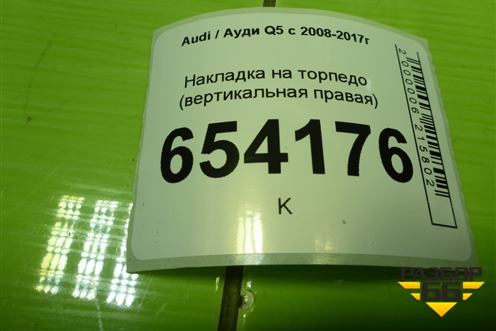 Audi / Ауди Q5 с 2008-2017г
Накладка на торпедо
(вертикальная правая)
654176
К
2000006215802
РАЗБОР
66